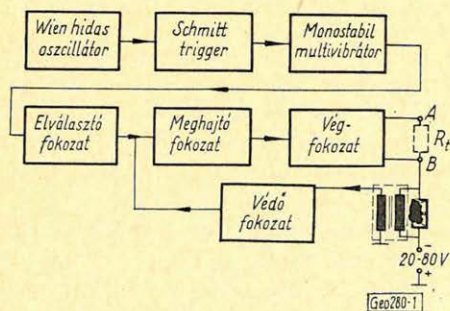 Wien hidas
oszcillátor
Schmitt
trigger
Monostabil
multivibrátor
Elválasztó
fokozat
Meghajtó
fokozat
Vég-
fokozat
A
Rt
B
Védő
fokozat
-
20-80V
+
Geo280-1